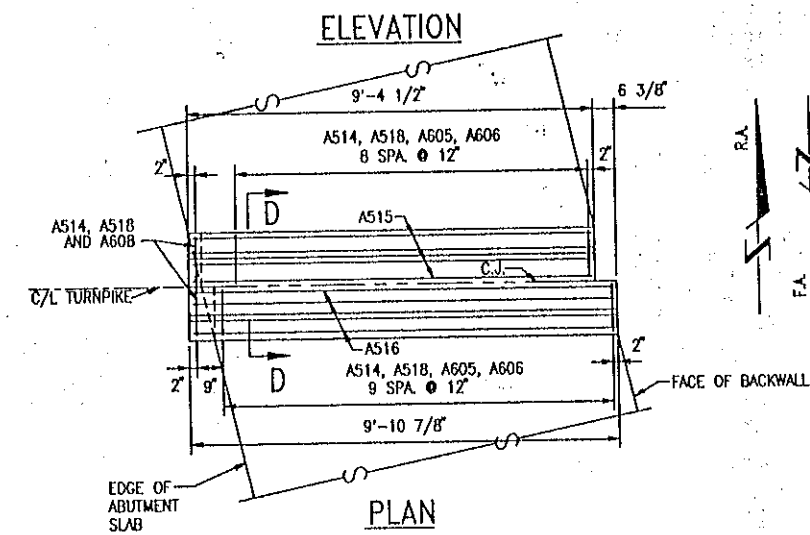 ELEVATION
9'-4 1/2"
6 3/8"
A514, A518, A605, A606
8 SPA. @ 12"
2"
2"
R.A.
D
A515
A514, A518
AND A608
C.J.
C/L TURNPIKE
F.A.
A516
D
A514, A518, A605, A606
9 SPA. @ 12"
2"
2"
9"
FACE OF BACKWALL
9'-10 7/8"
EDGE OF
ABUTMENT
SLAB
PLAN
S
S
S
S